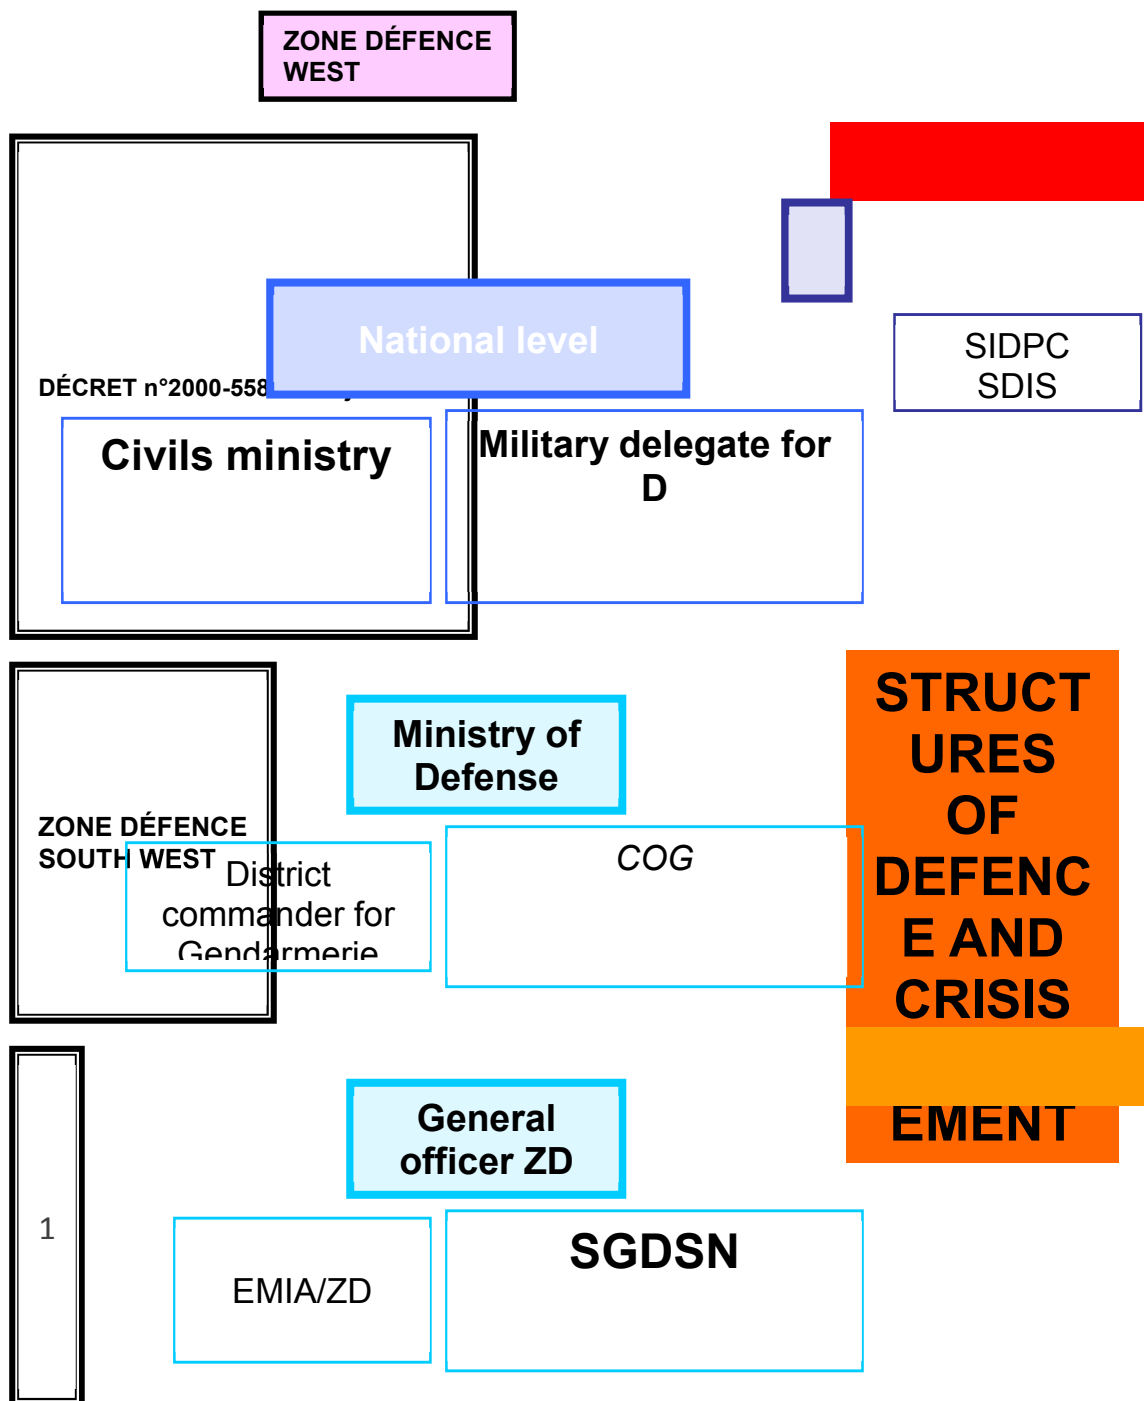 ZONE DÉFENCE
WEST
National level
SIDPC
SDIS
DÉCRET n°2000-558
Civils ministry
Military delegate for
D
STRUCT
URES
OF
DEFENC
E AND
CRISIS
EMENT
Ministry of
Defense
ZONE DÉFENCE
SOUTH WEST
District
commander for
Gendarmerie
COG
General
officer ZD
1
EMIA/ZD
SGDSN